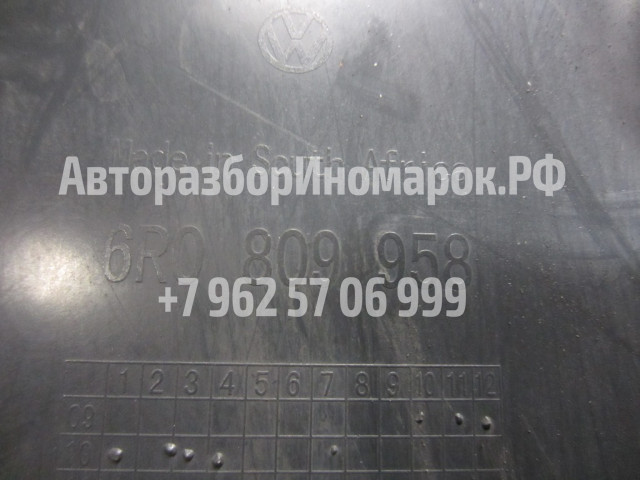 VW
Made in South Africa
АвторазборИномарок.РФ
6R0 809 958
+7 962 57 06 999
1 2 3 4 5 6 7 8 9 10 11 12
09
10